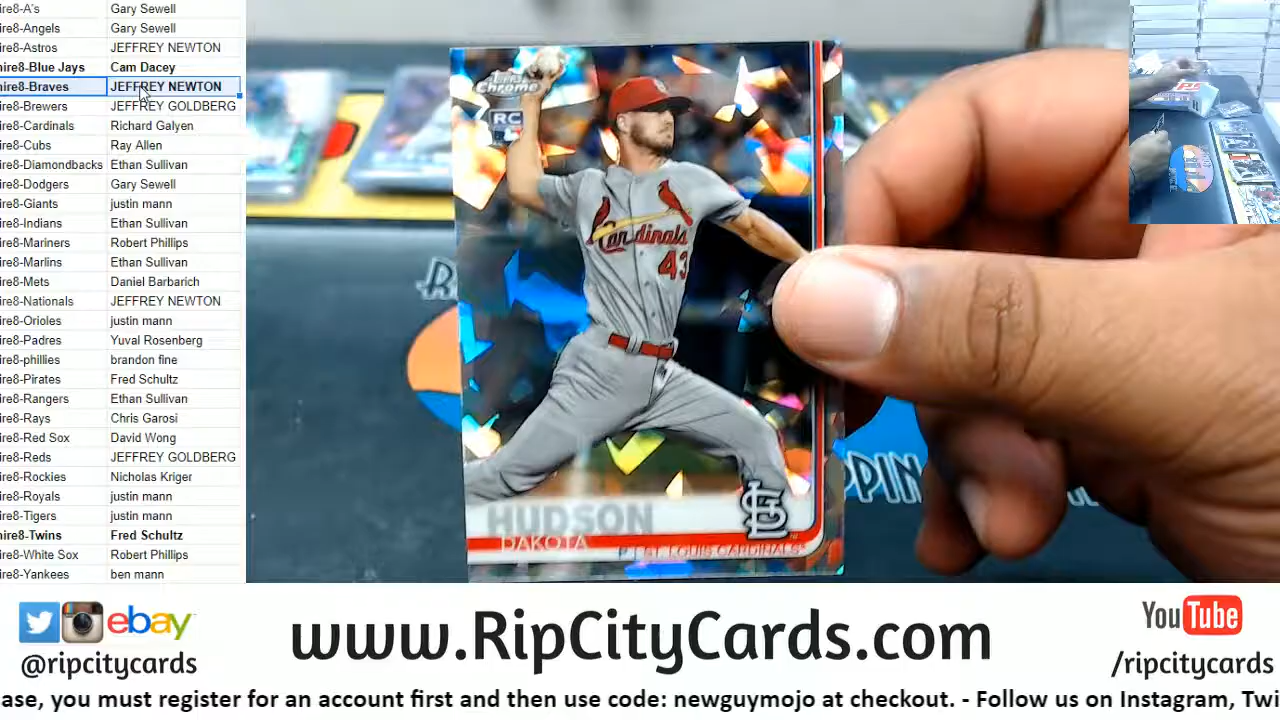 ire8-A's Gary Sewell
ire8-Angels Gary Sewell
ire8-Astros JEFFREY NEWTON
hire8-Blue Jays Cam Dacey
hire8-Braves JEFFREY NEWTON
ire8-Brewers JEFFREY GOLDBERG
ire8-Cardinals Richard Galyen
ire8-Cubs Ray Allen
ire8-Diamondbacks Ethan Sullivan
ire8-Dodgers Gary Sewell
ire8-Giants justin mann
ire8-Indians Ethan Sullivan
ire8-Mariners Robert Phillips
ire8-Marlins Ethan Sullivan
ire8-Mets Daniel Barbarich
ire8-Nationals JEFFREY NEWTON
ire8-Orioles justin mann
ire8-Padres Yuval Rosenberg
ire8-phillies brandon fine
ire8-Pirates Fred Schultz
ire8-Rangers Ethan Sullivan
ire8-Rays Chris Garosi
ire8-Red Sox David Wong
ire8-Reds JEFFREY GOLDBERG
ire8-Rockies Nicholas Kriger
ire8-Royals justin mann
ire8-Tigers justin mann
hire8-Twins Fred Schultz
ire8-White Sox Robert Phillips
ire8-Yankees ben mann
Topps Chrome
RC
Cardinals
43
HUDSON
DAKOTA
P | ST. LOUIS CARDINALS
PPIN
ebay
@ripcitycards
www.RipCityCards.com
YouTube
/ripcitycards
ase, you must register for an account first and then use code: newguymojo at checkout. - Follow us on Instagram, Twi